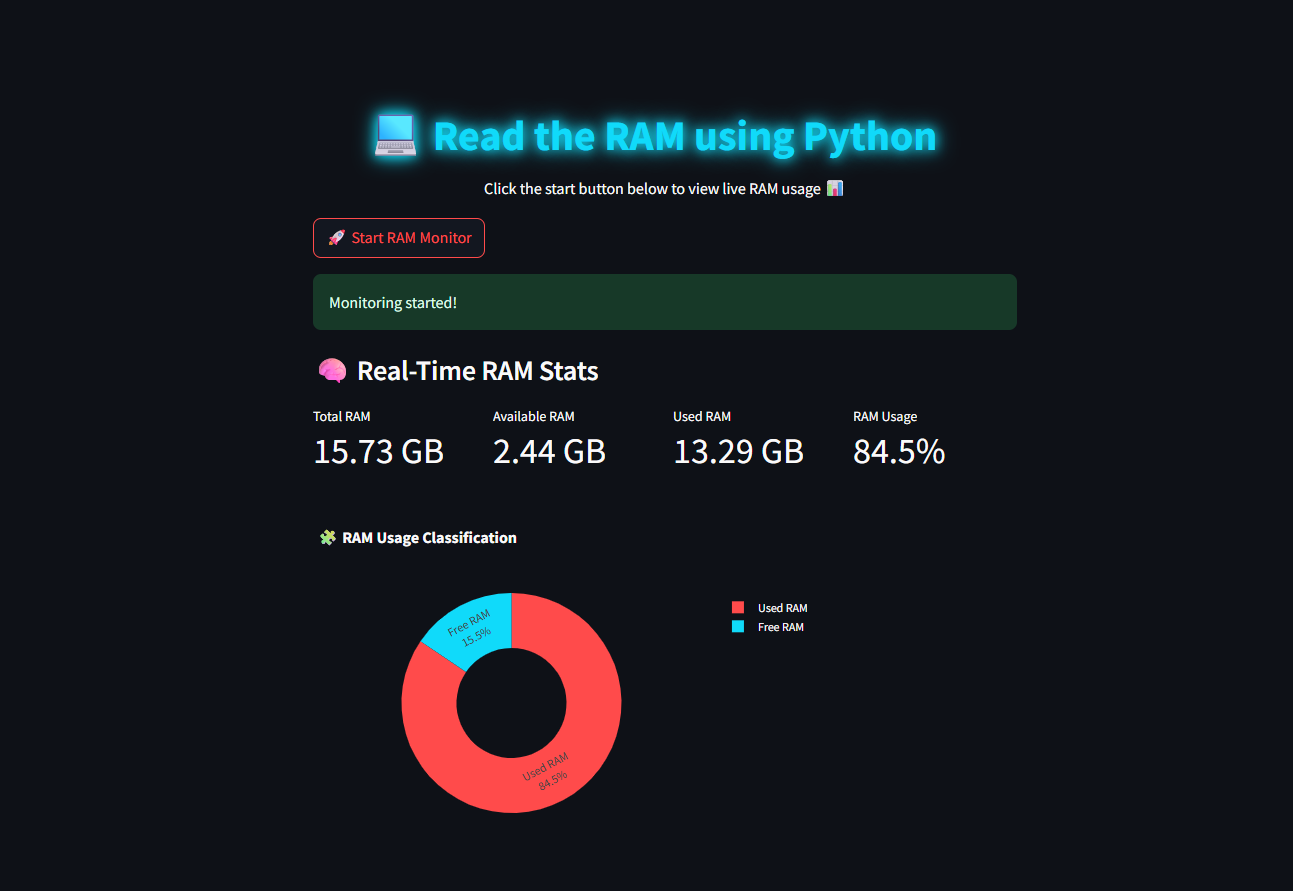 💻 Read the RAM using Python
Click the start button below to view live RAM usage 📊
🚀 Start RAM Monitor
Monitoring started!
🧠 Real-Time RAM Stats
Total RAM
Available RAM
Used RAM
RAM Usage
15.73 GB
2.44 GB
13.29 GB
84.5%
🧩 RAM Usage Classification
Free RAM
15.5%
Used RAM
84.5%
Used RAM
Free RAM